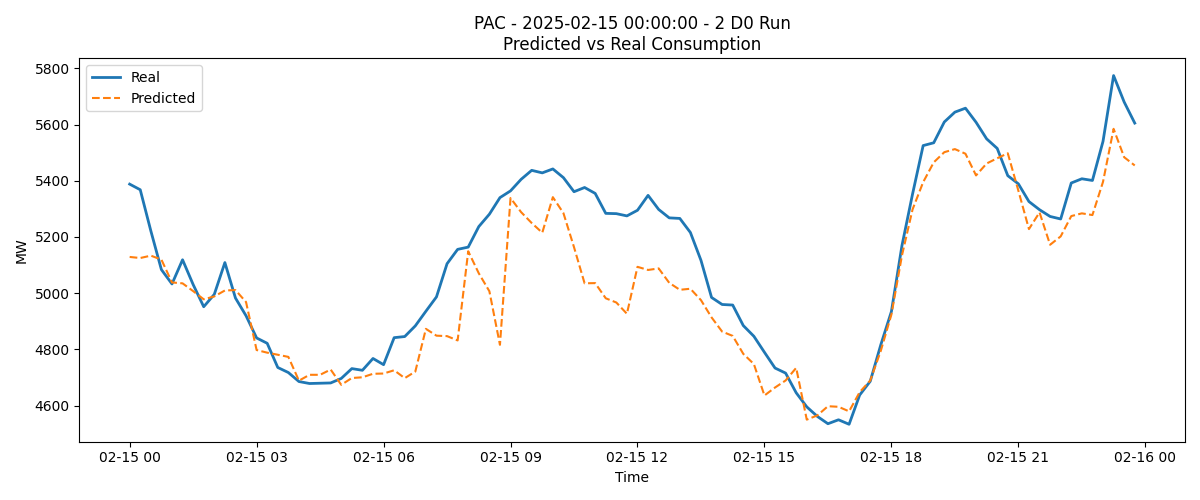 PAC - 2025-02-15 00:00:00 - 2 D0 Run
Predicted vs Real Consumption
Real
Predicted
MW
5800
5600
5400
5200
5000
4800
4600
02-15 00
02-15 03
02-15 06
02-15 09
02-15 12
02-15 15
02-15 18
02-15 21
02-16 00
Time